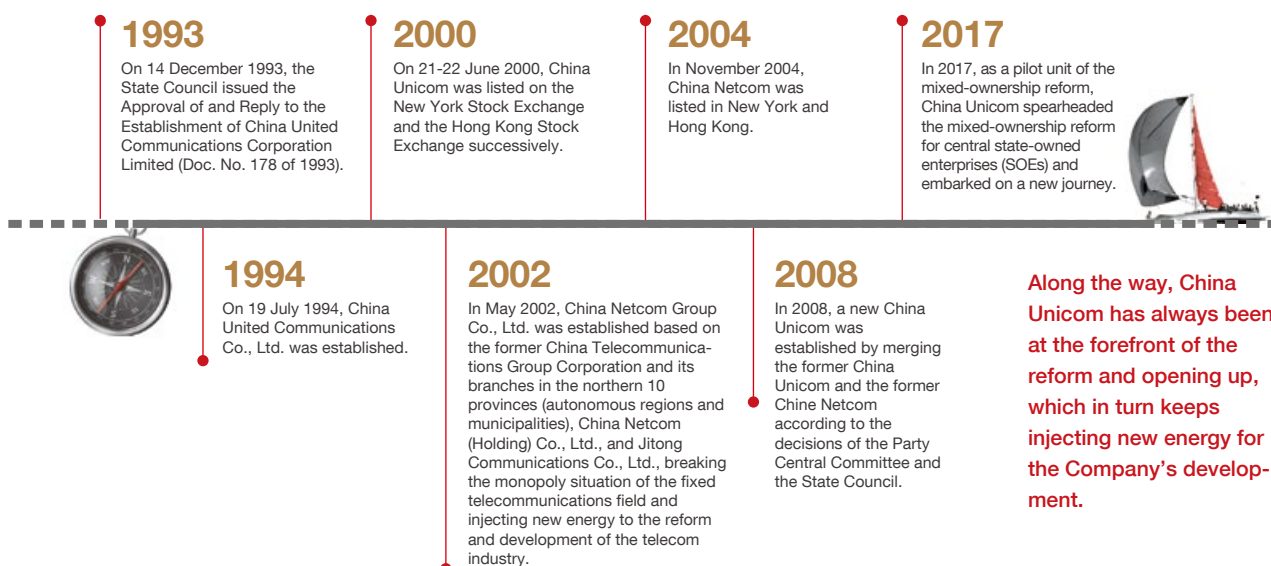 1993
On 14 December 1993, the
State Council issued the
Approval of and Reply to the
Establishment of China United
Communications Corporation
Limited (Doc. No. 178 of 1993).
2000
On 21-22 June 2000, China
Unicom was listed on the
New York Stock Exchange
and the Hong Kong Stock
Exchange successively.
2004
In November 2004,
China Netcom was
listed in New York and
Hong Kong.
2017
In 2017, as a pilot unit of the
mixed-ownership reform,
China Unicom spearheaded
the mixed-ownership reform
for central state-owned
enterprises (SOEs) and
embarked on a new journey.
1994
On 19 July 1994, China
United Communications
Co., Ltd. was established.
2002
In May 2002, China Netcom Group
Co., Ltd. was established based on
the former China Telecommunica-
tions Group Corporation and its
branches in the northern 10
provinces (autonomous regions and
municipalities), China Netcom
(Holding) Co., Ltd., and Jitong
Communications Co., Ltd., breaking
the monopoly situation of the fixed
telecommunications field and
injecting new energy to the reform
and development of the telecom
industry.
2008
In 2008, a new China
Unicom was
established by merging
the former China
Unicom and the former
Chine Netcom
according to the
decisions of the Party
Central Committee and
the State Council.
Along the way, China
Unicom has always been
at the forefront of the
reform and opening up,
which in turn keeps
injecting new energy for
the Company's develop-
ment.